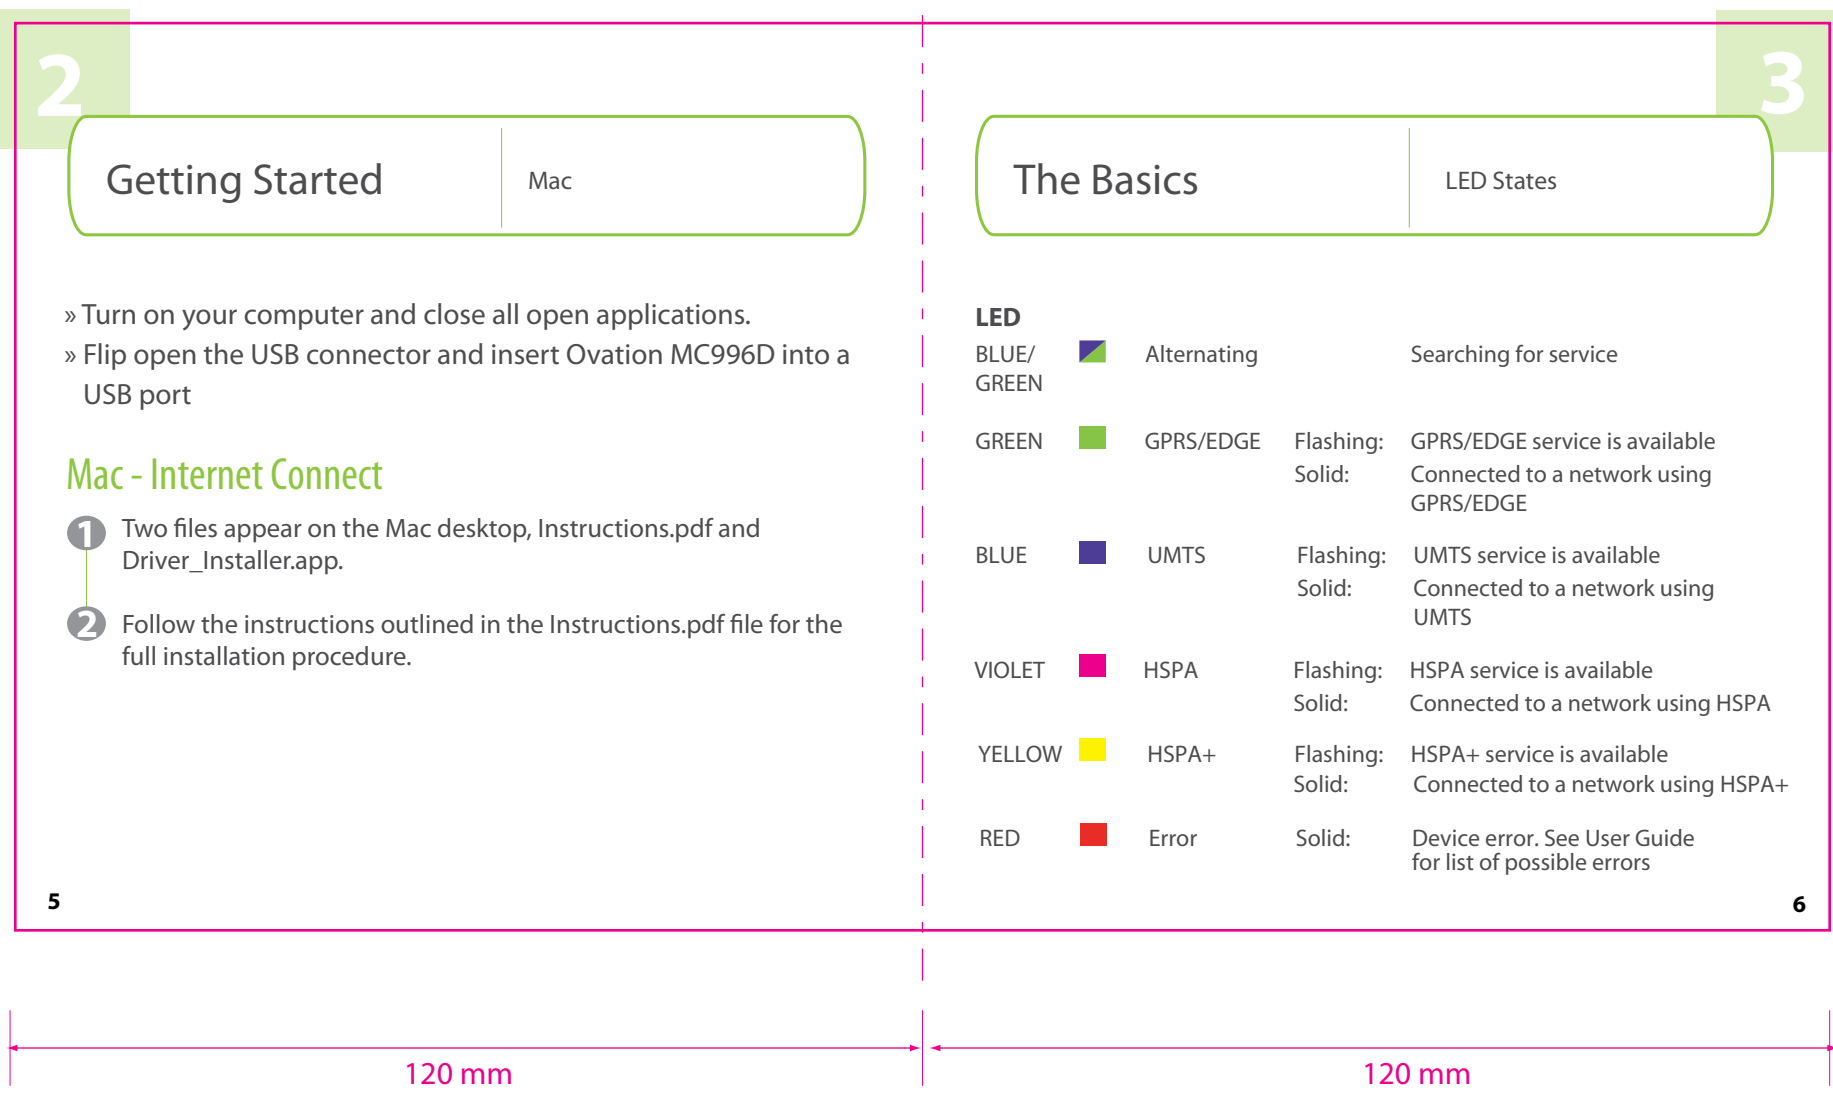 2
Getting Started
Mac
» Turn on your computer and close all open applications.
» Flip open the USB connector and insert Ovation MC996D into a
USB port
Mac - Internet Connect
1 Two files appear on the Mac desktop, Instructions.pdf and
Driver_Installer.app.
2 Follow the instructions outlined in the Instructions.pdf file for the
full installation procedure.
5
3
The Basics
LED States
LED
BLUE/ Alternating Searching for service
GREEN
GREEN GPRS/EDGE Flashing: GPRS/EDGE service is available
Solid: Connected to a network using
GPRS/EDGE
BLUE UMTS Flashing: UMTS service is available
Solid: Connected to a network using
UMTS
VIOLET HSPA Flashing: HSPA service is available
Solid: Connected to a network using HSPA
YELLOW HSPA+ Flashing: HSPA+ service is available
Solid: Connected to a network using HSPA+
RED Error Solid: Device error. See User Guide
for list of possible errors
6
120 mm
120 mm